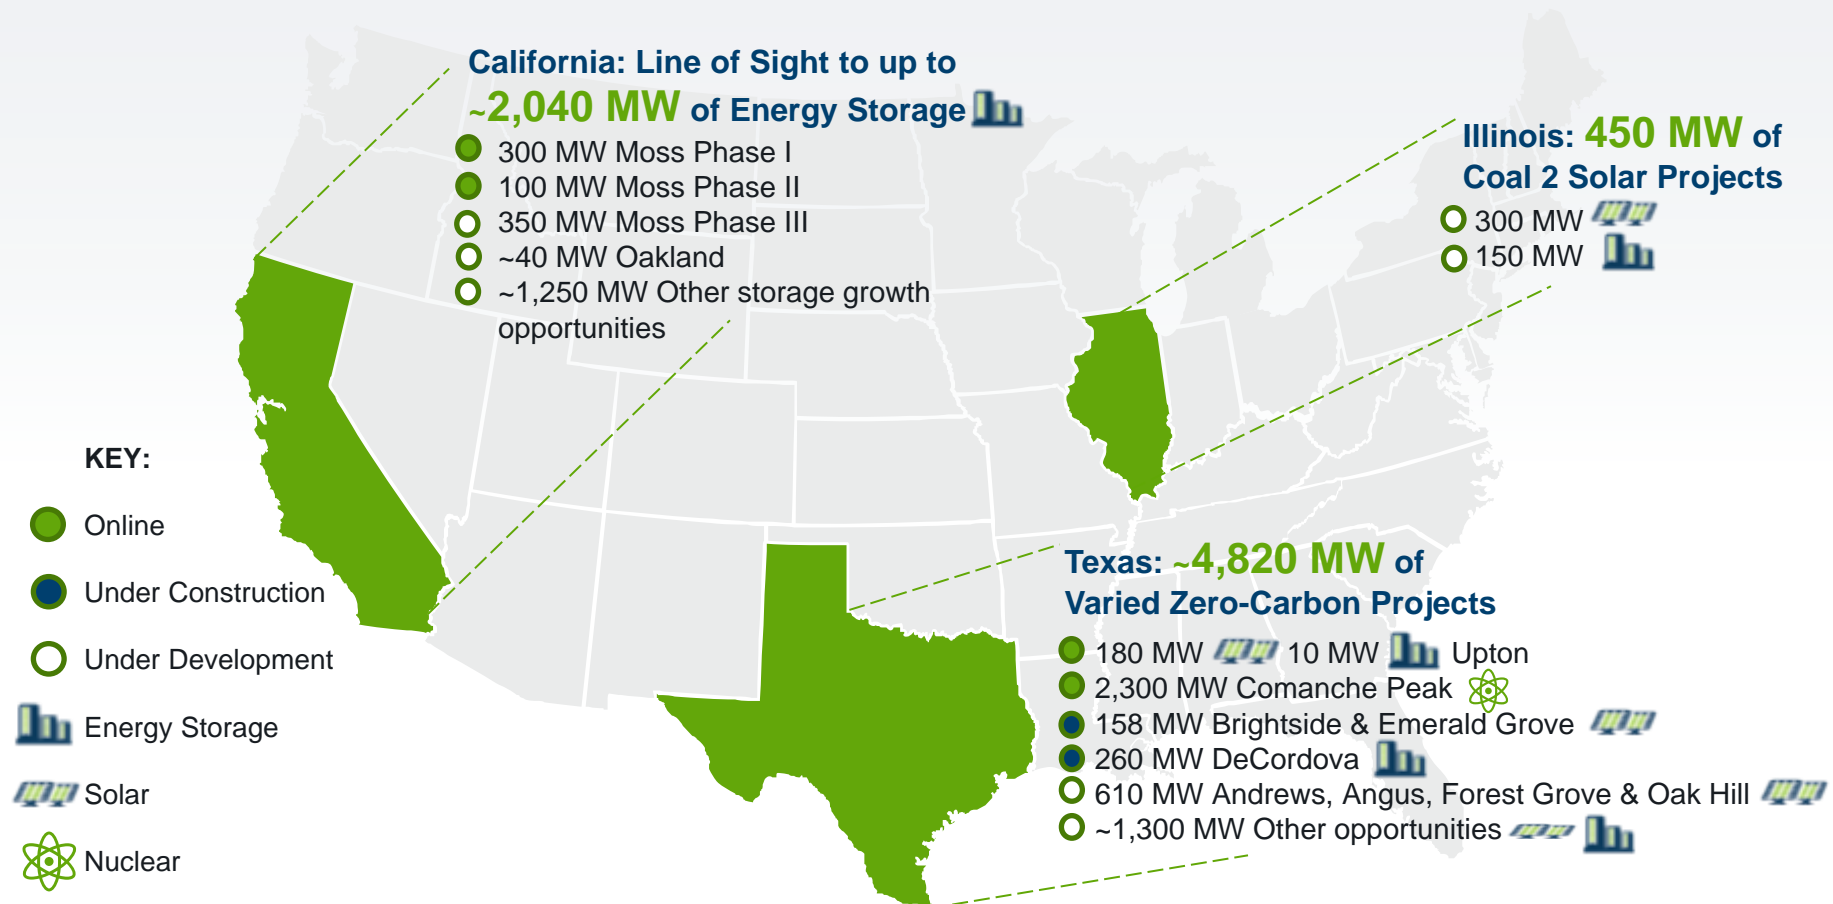 California: Line of Sight to up to
~2,040 MW of Energy Storage
300 MW Moss Phase I
100 MW Moss Phase II
350 MW Moss Phase III
~40 MW Oakland
~1,250 MW Other storage growth
opportunities
Illinois: 450 MW of
Coal 2 Solar Projects
300 MW
150 MW
KEY:
Online
Under Construction
Under Development
Energy Storage
Solar
Nuclear
Texas: ~4,820 MW of
Varied Zero-Carbon Projects
180 MW 10 MW Upton
2,300 MW Comanche Peak
158 MW Brightside & Emerald Grove
260 MW DeCordova
610 MW Andrews, Angus, Forest Grove & Oak Hill
~1,300 MW Other opportunities